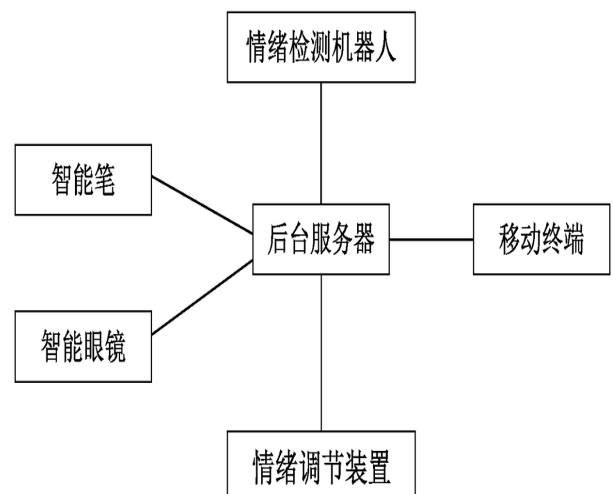 情绪检测机器人
智能笔
后台服务器
移动终端
智能眼镜
情绪调节装置